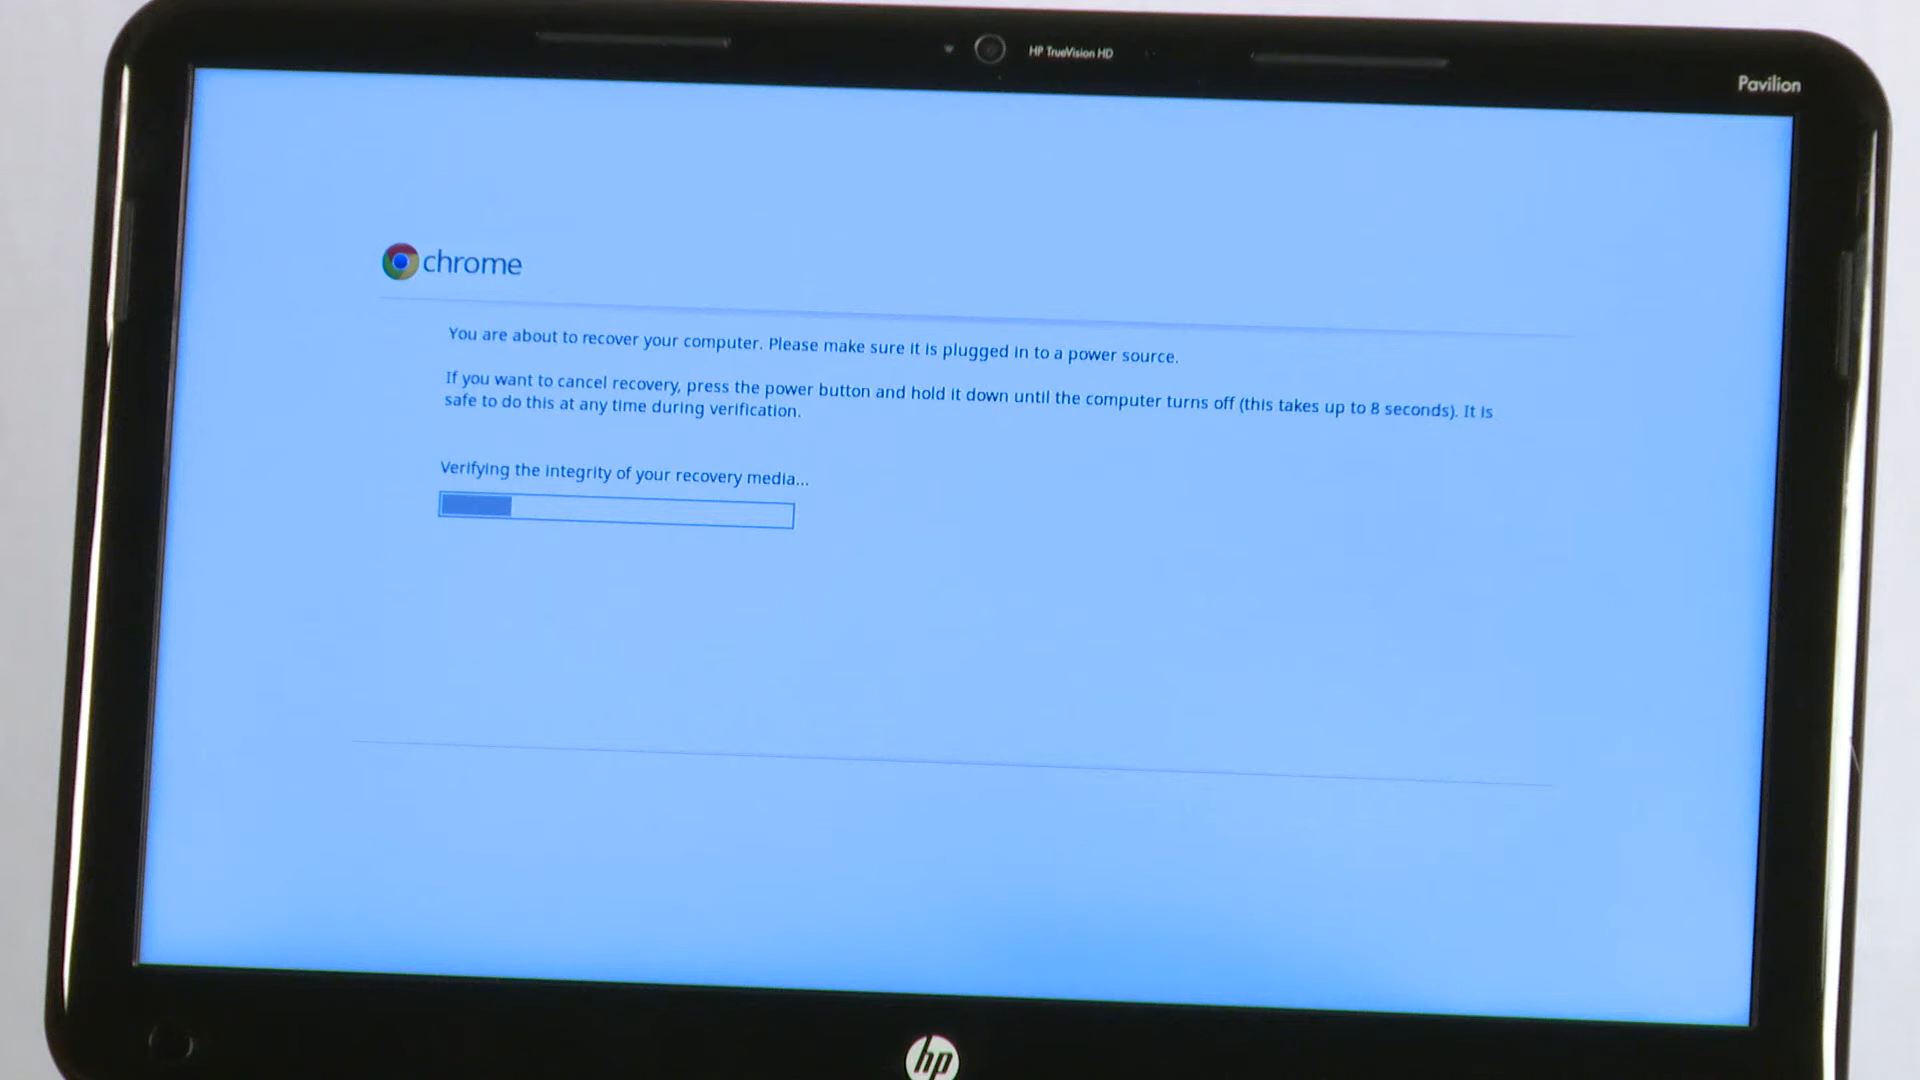 HP TrueVision HD
Pavilion
chrome
You are about to recover your computer. Please make sure it is plugged in to a power source.
If you want to cancel recovery, press the power button and hold it down until the computer turns off (this takes up to 8 seconds). It is
safe to do this at any time during verification.
Verifying the integrity of your recovery media...
hp